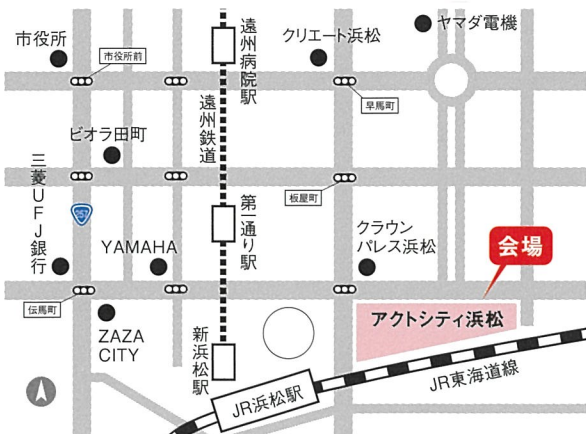 ヤマダ電機
市役所
市役所前
遠州病院駅
クリエート浜松
早馬町
遠州鉄道
ビオラ田町
三菱UFJ銀行
板屋町
第一通り駅
クラウン
パレス浜松
YAMAHA
会場
伝馬町
ZAZA
CITY
アクトシティ浜松
新浜松駅
JR浜松駅
JR東海道線